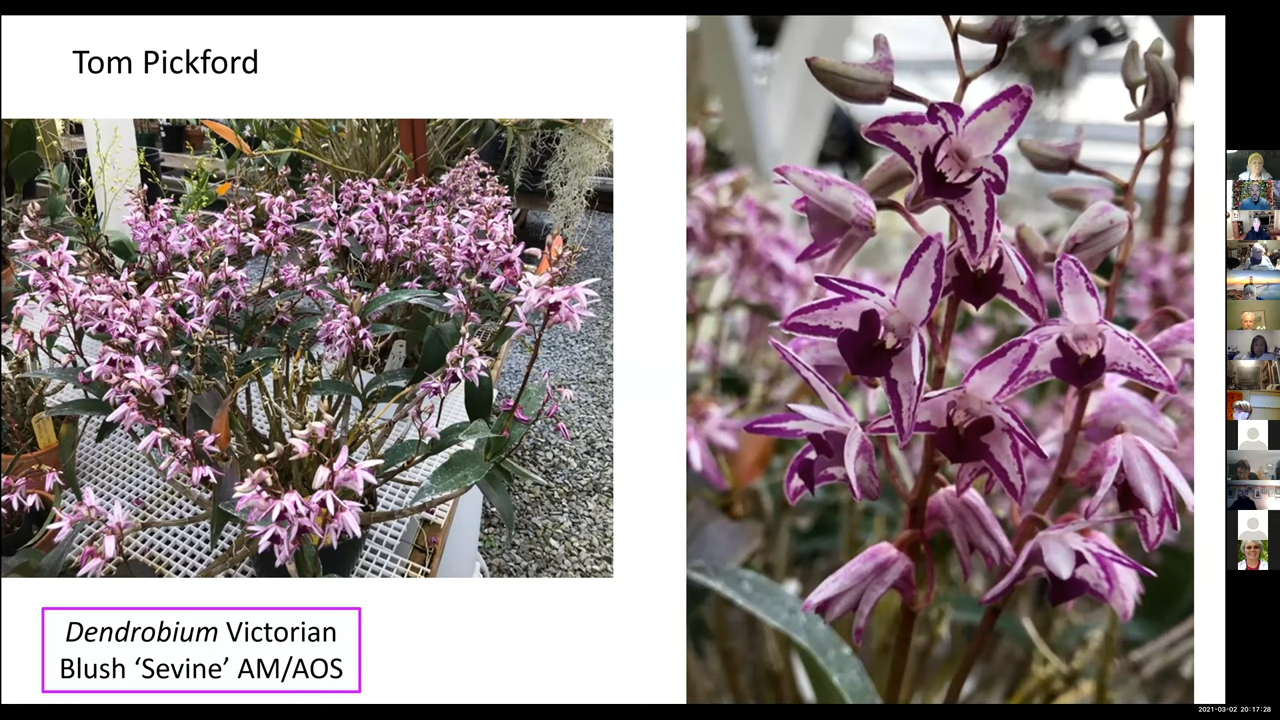 Tom Pickford
Dendrobium Victorian
Blush ‘Sevine’ AM/AOS
2021-03-02 20:17:28